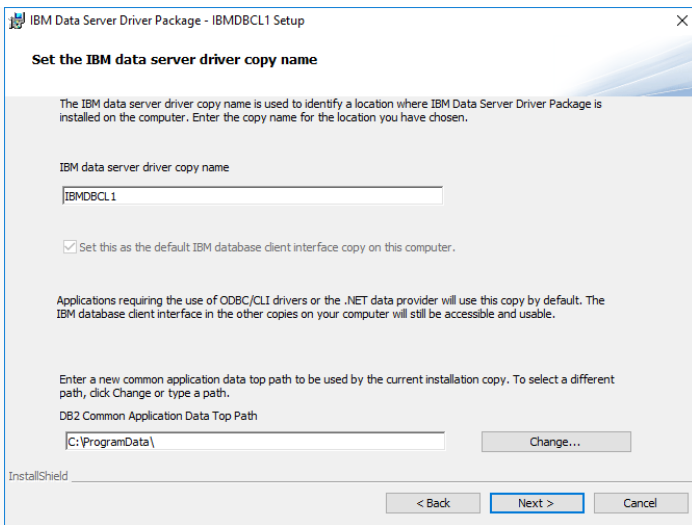 IBM Data Server Driver Package - IBMDBCL1 Setup
Set the IBM data server driver copy name
The IBM data server driver copy name is used to identify a location where IBM Data Server Driver Package is
installed on the computer. Enter the copy name for the location you have chosen.
IBM data server driver copy name
IBMDBCL1
Set this as the default IBM database client interface copy on this computer.
Applications requiring the use of ODBC/CLI drivers or the .NET data provider will use this copy by default. The
IBM database client interface in the other copies on your computer will still be accessible and usable.
Enter a new common application data top path to be used by the current installation copy. To select a different
path, click Change or type a path.
DB2 Common Application Data Top Path
C:\ProgramData\
Change...
InstallShield
< Back
Next >
Cancel